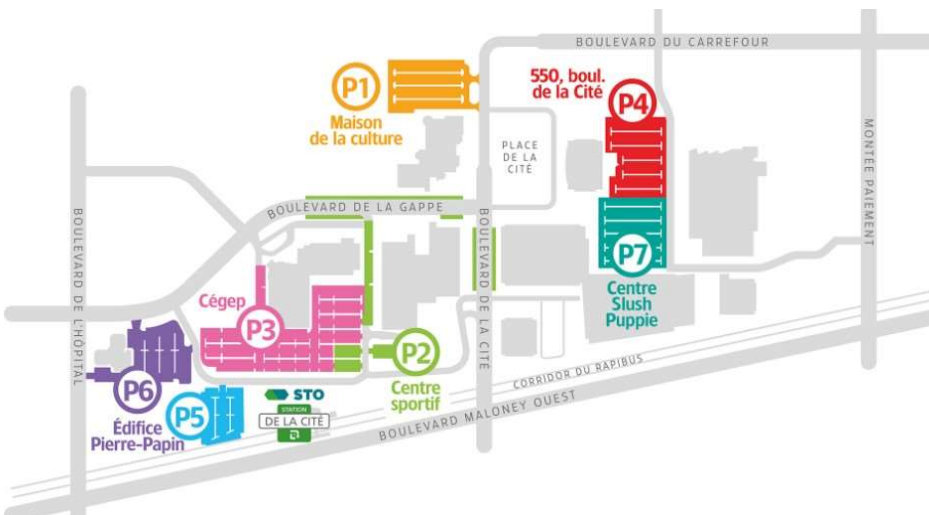 BOULEVARD DU CARREFOUR
P1
Maison
de la culture
550, boul.
de la Cité
P4
PLACE
DE LA
CITÉ
MONTÉE PAIEMENT
BOULEVARD DE LA GAPPE
BOULEVARD DE L'HÔPITAL
BOULEVARD DE LA CITÉ
P7
Centre
Slush
Puppie
Cégep
P3
P2
Centre
sportif
P6
Édifice
Pierre-Papin
P5
STO
STATION
DE LA CITÉ
CORRIDOR DU RAPIBUS
BOULEVARD MALONEY OUEST